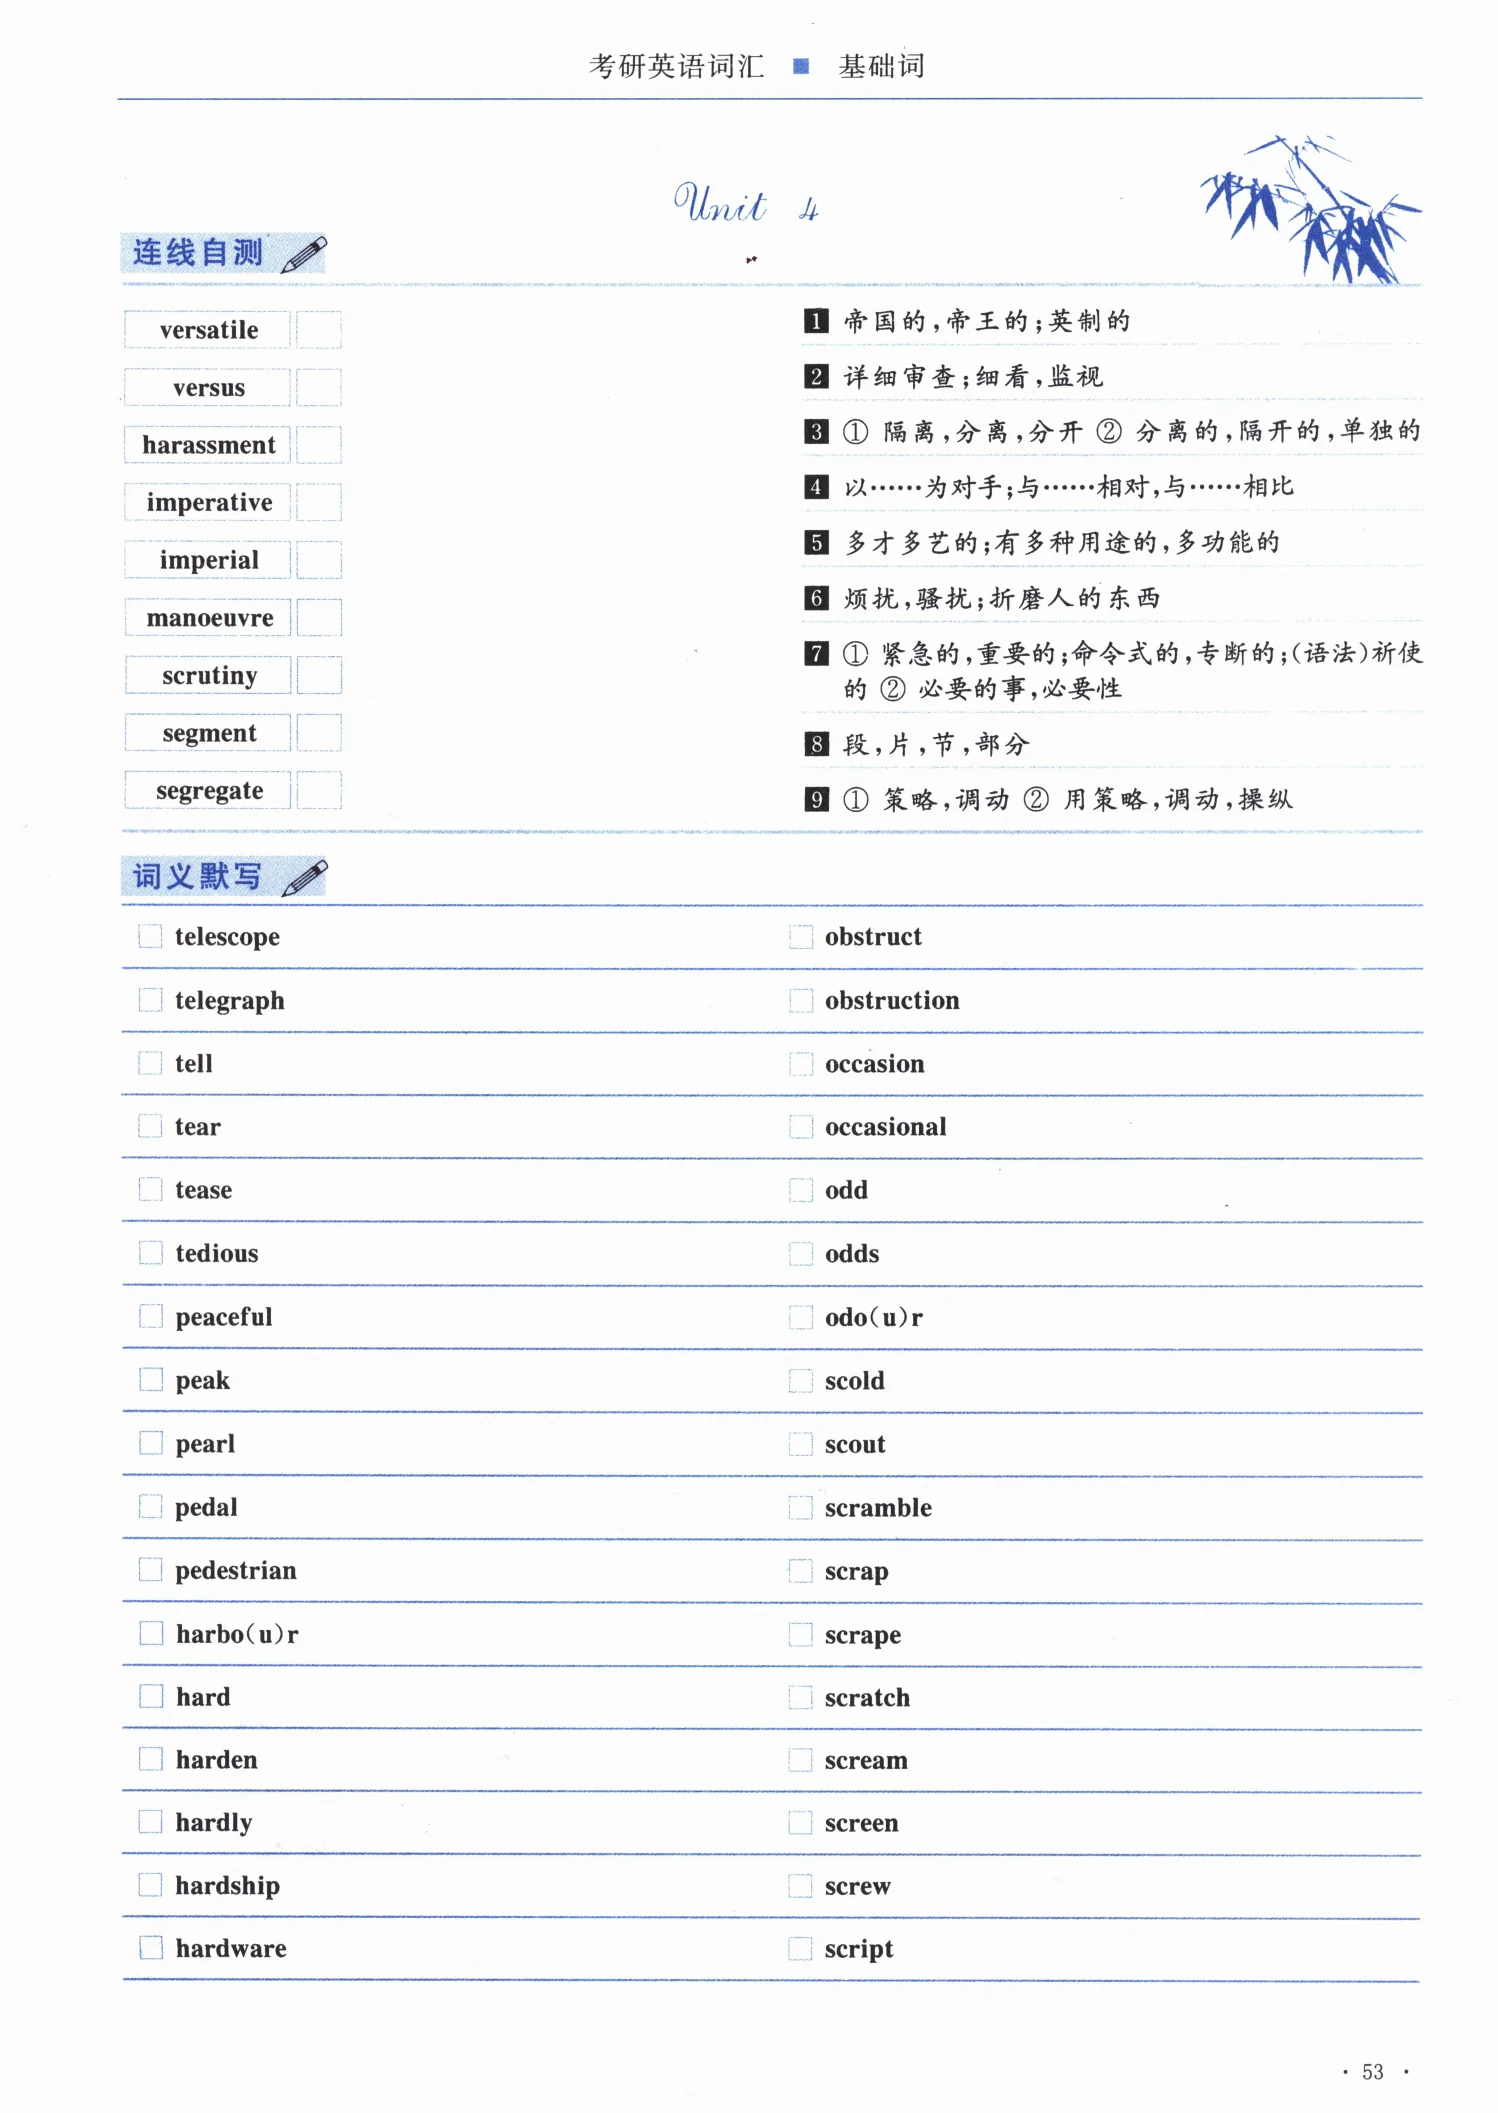 考研英语词汇 ■ 基础词
Unit 4
连线自测
versatile
versus
harassment
imperative
imperial
manoeuvre
scrutiny
segment
segregate
1 帝国的,帝王的;英制的
2 详细审查;细看,监视
3 ① 隔离,分离,分开 ② 分离的,隔开的,单独的
4 以……为对手;与……相对,与……相比
5 多才多艺的;有多种用途的,多功能的
6 烦扰,骚扰;折磨人的东西
7 ① 紧急的,重要的;命令式的,专断的;(语法)祈使
的 ② 必要的事,必要性
8 段,片,节,部分
9 ① 策略,调动 ② 用策略,调动,操纵
词义默写
telescope
obstruct
telegraph
obstruction
tell
occasion
tear
occasional
tease
odd
tedious
odds
peaceful
odo(u)r
peak
scold
pearl
scout
pedal
scramble
pedestrian
scrap
harbo(u)r
scrape
hard
scratch
harden
scream
hardly
screen
hardship
screw
hardware
script
· 53 ·